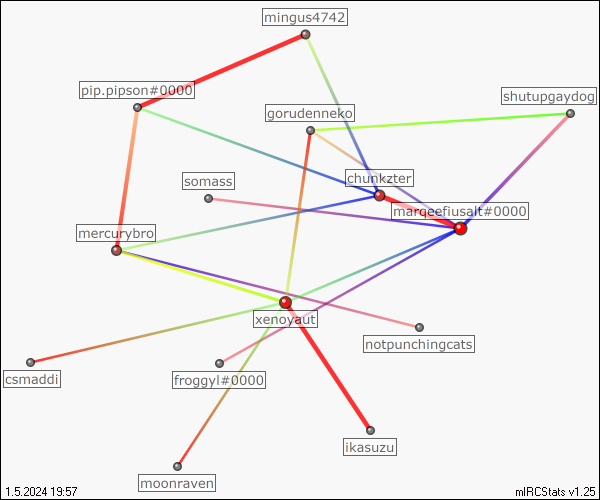 mingus4742
pip.pipson#0000
shutupgaydog
gorudenneko
chunkzter
somass
marqeefiusalt#0000
mercurybro
xenoyaut
notpunchingcats
csmaddi
froggyl#0000
ikasuzu
moonraven
1.5.2024 19:57
mIRCStats v1.25